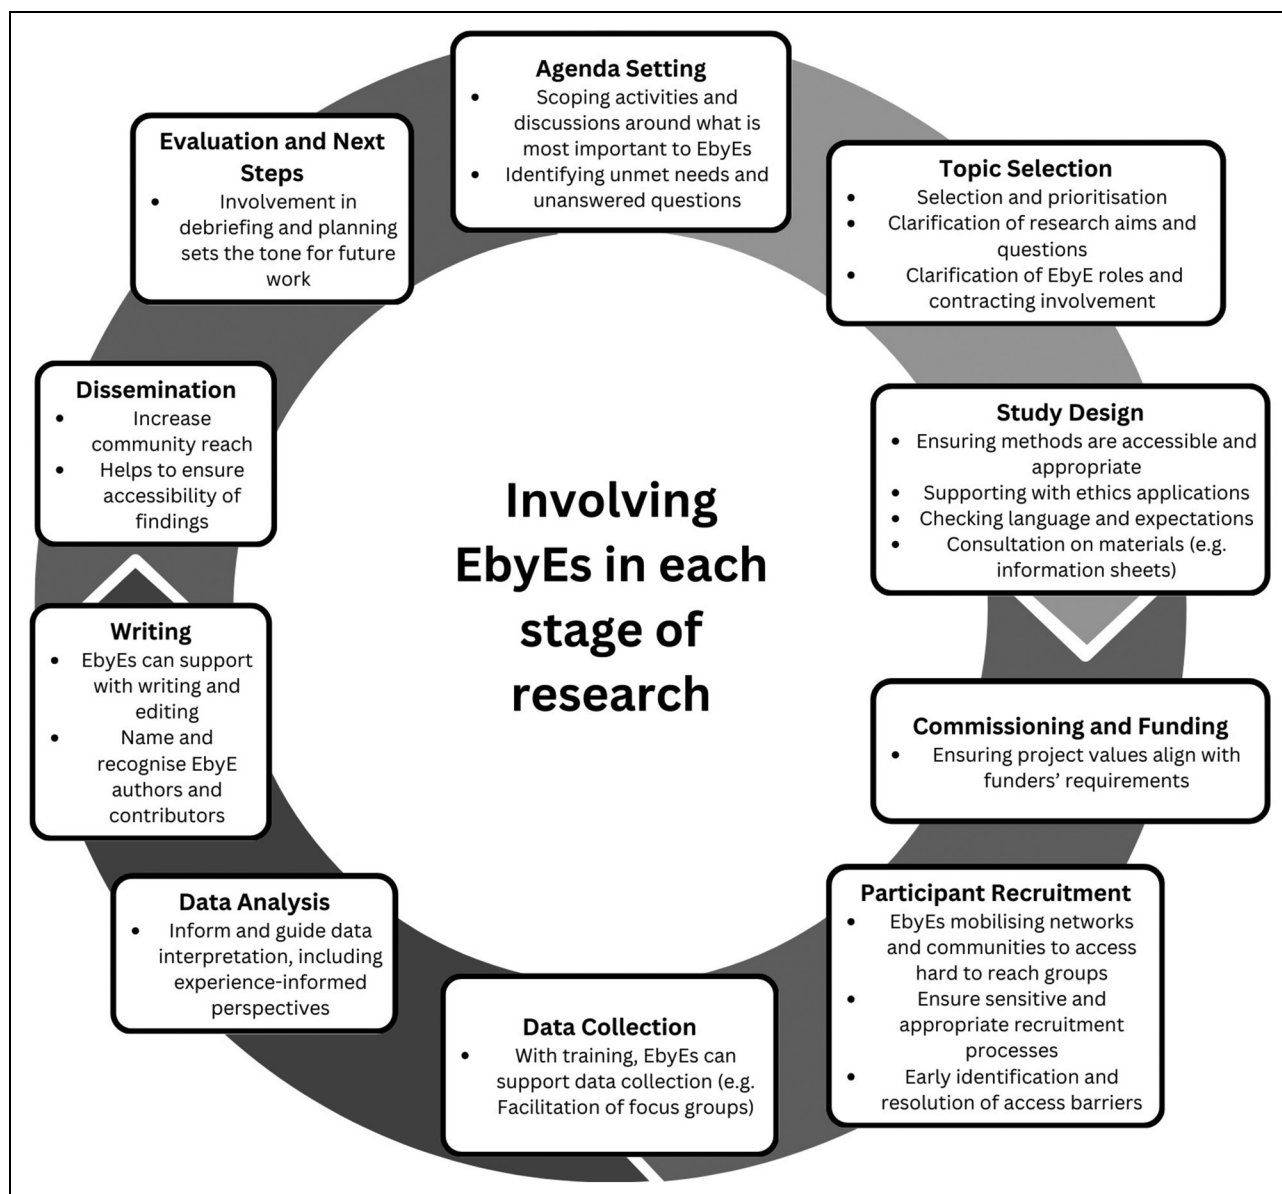 Agenda Setting
• Scoping activities and
discussions around what is
most important to EbyEs
• Identifying unmet needs and
unanswered questions
Topic Selection
• Selection and prioritisation
• Clarification of research aims and
questions
• Clarification of EbyE roles and
contracting involvement
Study Design
• Ensuring methods are accessible and
appropriate
• Supporting with ethics applications
• Checking language and expectations
• Consultation on materials (e.g.
information sheets)
Commissioning and Funding
• Ensuring project values align with
funders’ requirements
Participant Recruitment
• EbyEs mobilising networks
and communities to access
hard to reach groups
• Ensure sensitive and
appropriate recruitment
processes
• Early identification and
resolution of access barriers
Data Collection
• With training, EbyEs can
support data collection (e.g.
Facilitation of focus groups)
Data Analysis
• Inform and guide data
interpretation, including
experience-informed
perspectives
Writing
• EbyEs can support
with writing and
editing
• Name and
recognise EbyE
authors and
contributors
Dissemination
• Increase
community reach
• Helps to ensure
accessibility of
findings
Evaluation and Next
Steps
• Involvement in
debriefing and planning
sets the tone for future
work
Involving
EbyEs in each
stage of
research